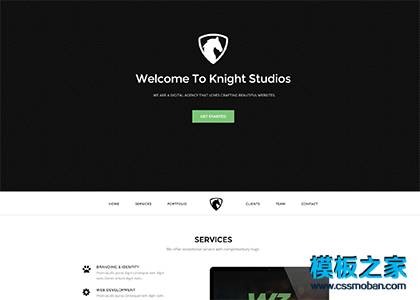 Welcome To Knight Studios
WE ARE A DIGITAL AGENCY THAT LOVES CRAFTING BEAUTIFUL WEBSITES.
GET STARTED
HOME SERVICES PORTFOLIO CLIENTS TEAM CONTACT
SERVICES
We offer exceptional service with complimentary hugs.
BRANDING & IDENTITY
WEB DEVELOPMENT
模板之家
www.cssmoban.com